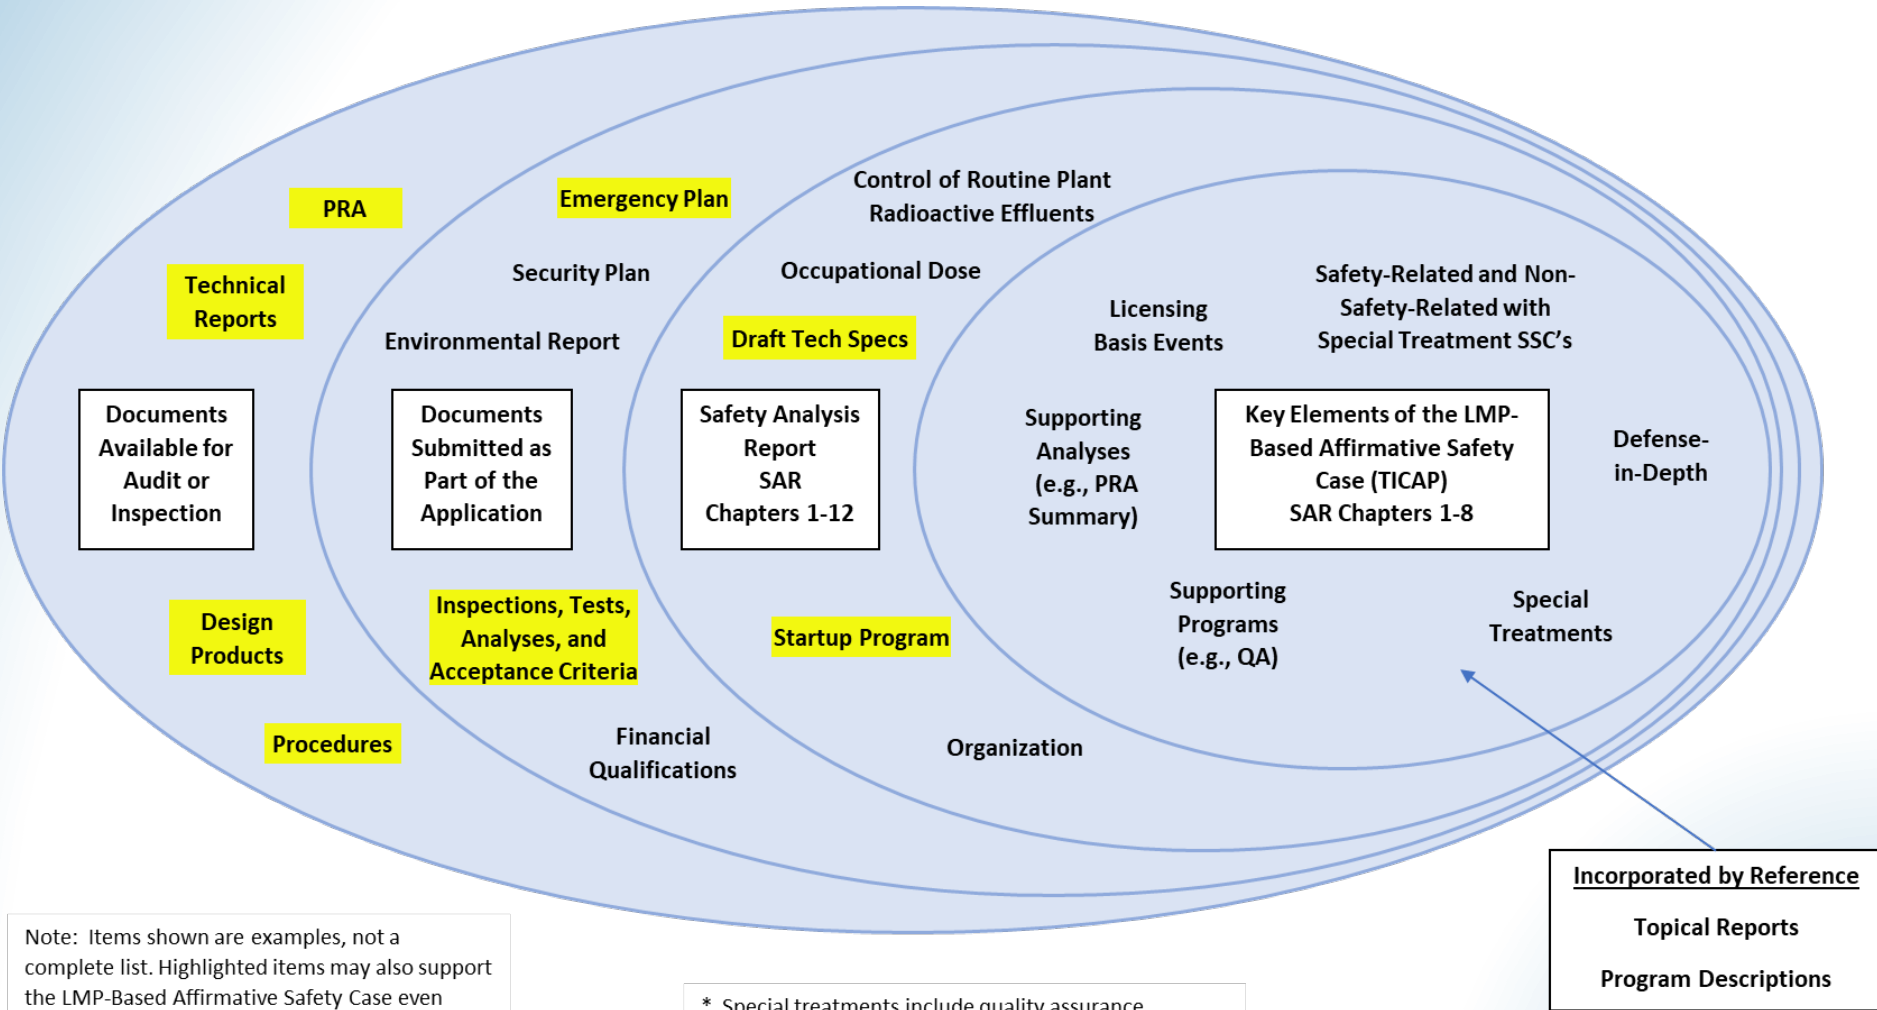 PRA
Technical
Reports
Documents
Available for
Audit or
Inspection
Design
Products
Procedures
Emergency Plan
Security Plan
Environmental Report
Documents
Submitted as
Part of the
Application
Inspections, Tests,
Analyses, and
Acceptance Criteria
Financial
Qualifications
Control of Routine Plant
Radioactive Effluents
Occupational Dose
Draft Tech Specs
Safety Analysis
Report
SAR
Chapters 1-12
Startup Program
Organization
Licensing
Basis Events
Safety-Related and Non-
Safety-Related with
Special Treatment SSC’s
Supporting
Analyses
(e.g., PRA
Summary)
Key Elements of the LMP-
Based Affirmative Safety
Case (TICAP)
SAR Chapters 1-8
Defense-
in-Depth
Supporting
Programs
(e.g., QA)
Special
Treatments
Incorporated by Reference
Topical Reports
Program Descriptions
Note: Items shown are examples, not a
complete list. Highlighted items may also support
the LMP-Based Affirmative Safety Case even
* Special treatments include quality assurance